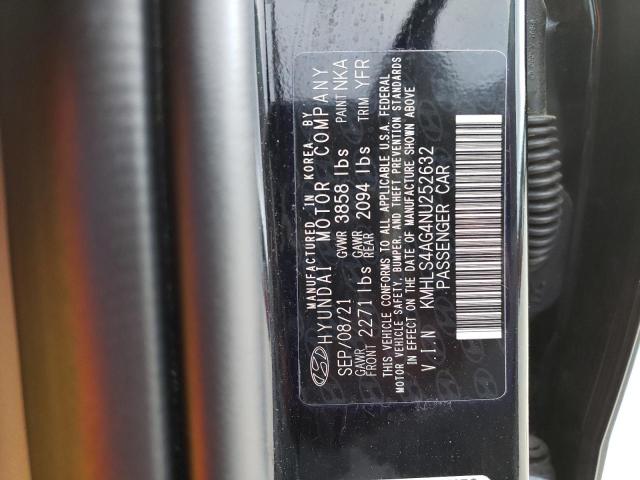 MANUFACTURED IN KOREA. BY
HYUNDAI MOTOR COMPANY
SEP/08/21 GVWR 3858 lbs PAINT NKA
GAWR FRONT 2271 lbs GAWR REAR 2094 lbs TRIM YFR
THIS VEHICLE CONFORMS TO ALL APPLICABLE U.S.A. FEDERAL
MOTOR VEHICLE SAFETY, BUMPER, AND THEFT PREVENTION STANDARDS
IN EFFECT ON THE DATE OF MANUFACTURE SHOWN ABOVE
V.I.N KMHLS4AG4NU252632
PASSENGER CAR